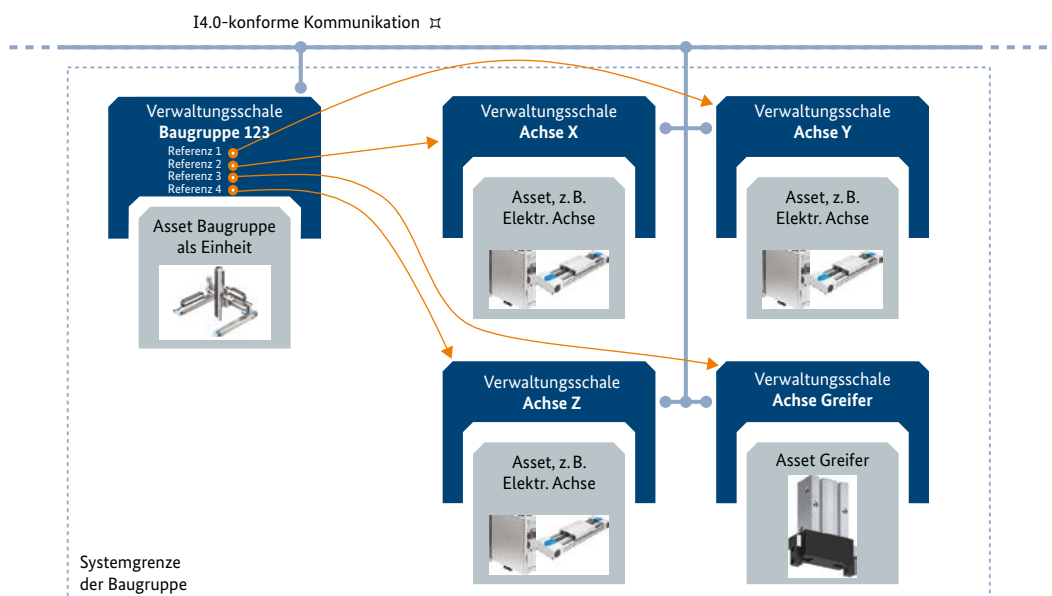 I4.0-konforme Kommunikation ⌑
Verwaltungsschale
Baugruppe 123
Referenz 1
Referenz 2
Referenz 3
Referenz 4
Asset Baugruppe
als Einheit
Verwaltungsschale
Achse X
Asset, z. B.
Elektr. Achse
Verwaltungsschale
Achse Y
Asset, z. B.
Elektr. Achse
Verwaltungsschale
Achse Z
Asset, z. B.
Elektr. Achse
Verwaltungsschale
Achse Greifer
Asset Greifer
Systemgrenze
der Baugruppe